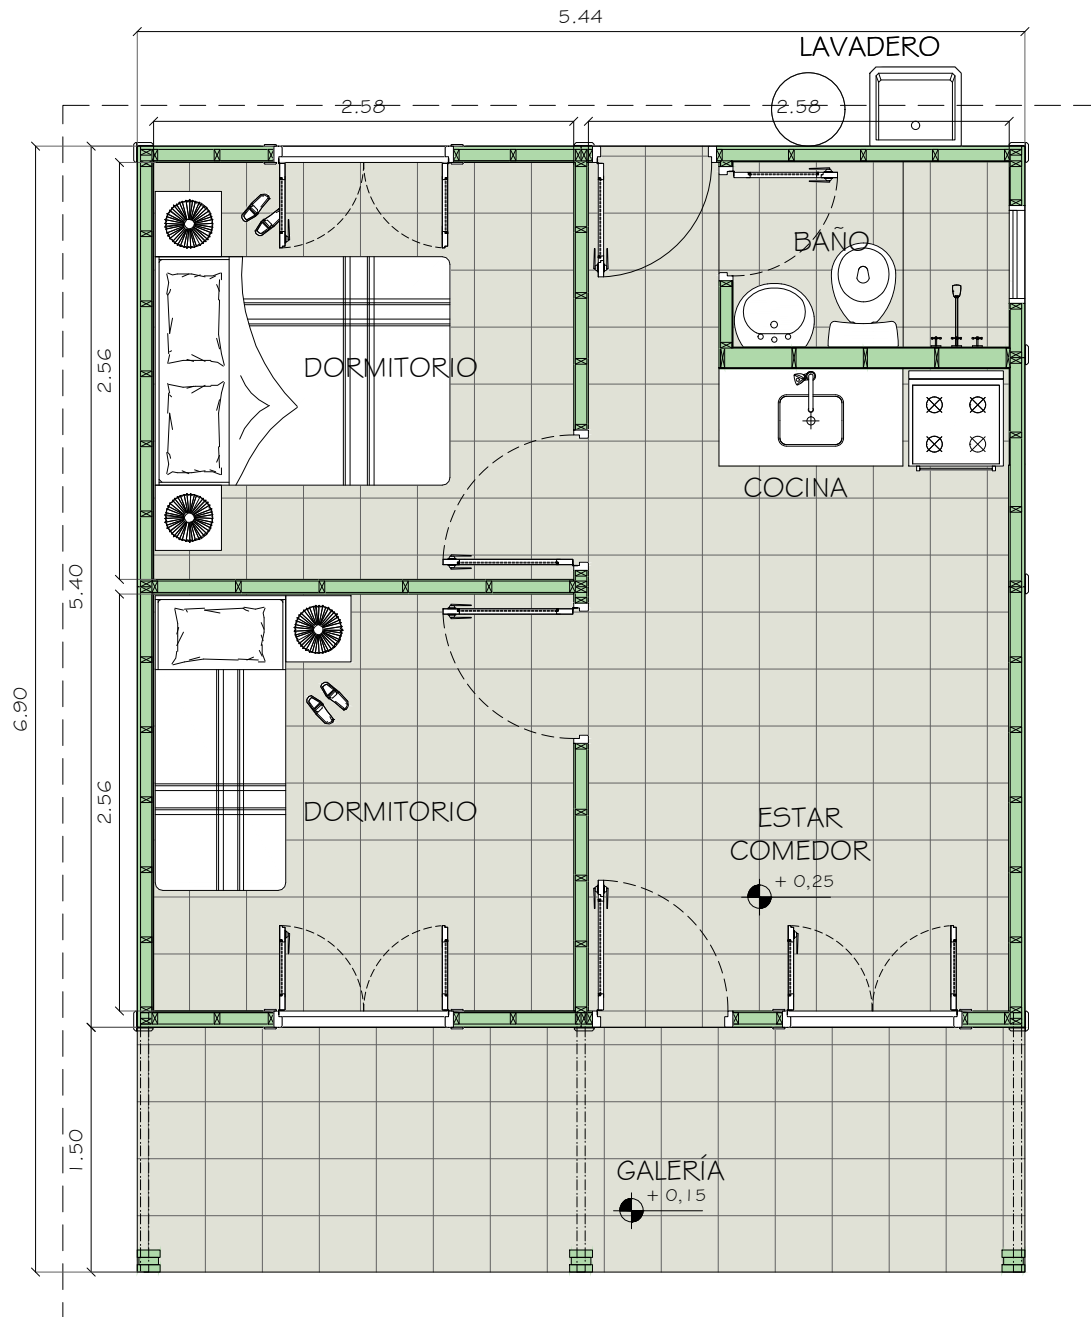 5.44
LAVADERO
2.58
2.58
BAÑO
2.56
DORMITORIO
COCINA
5.40
6.90
2.56
DORMITORIO
ESTAR
COMEDOR
+ 0,25
1.50
GALERÍA
+ 0,15